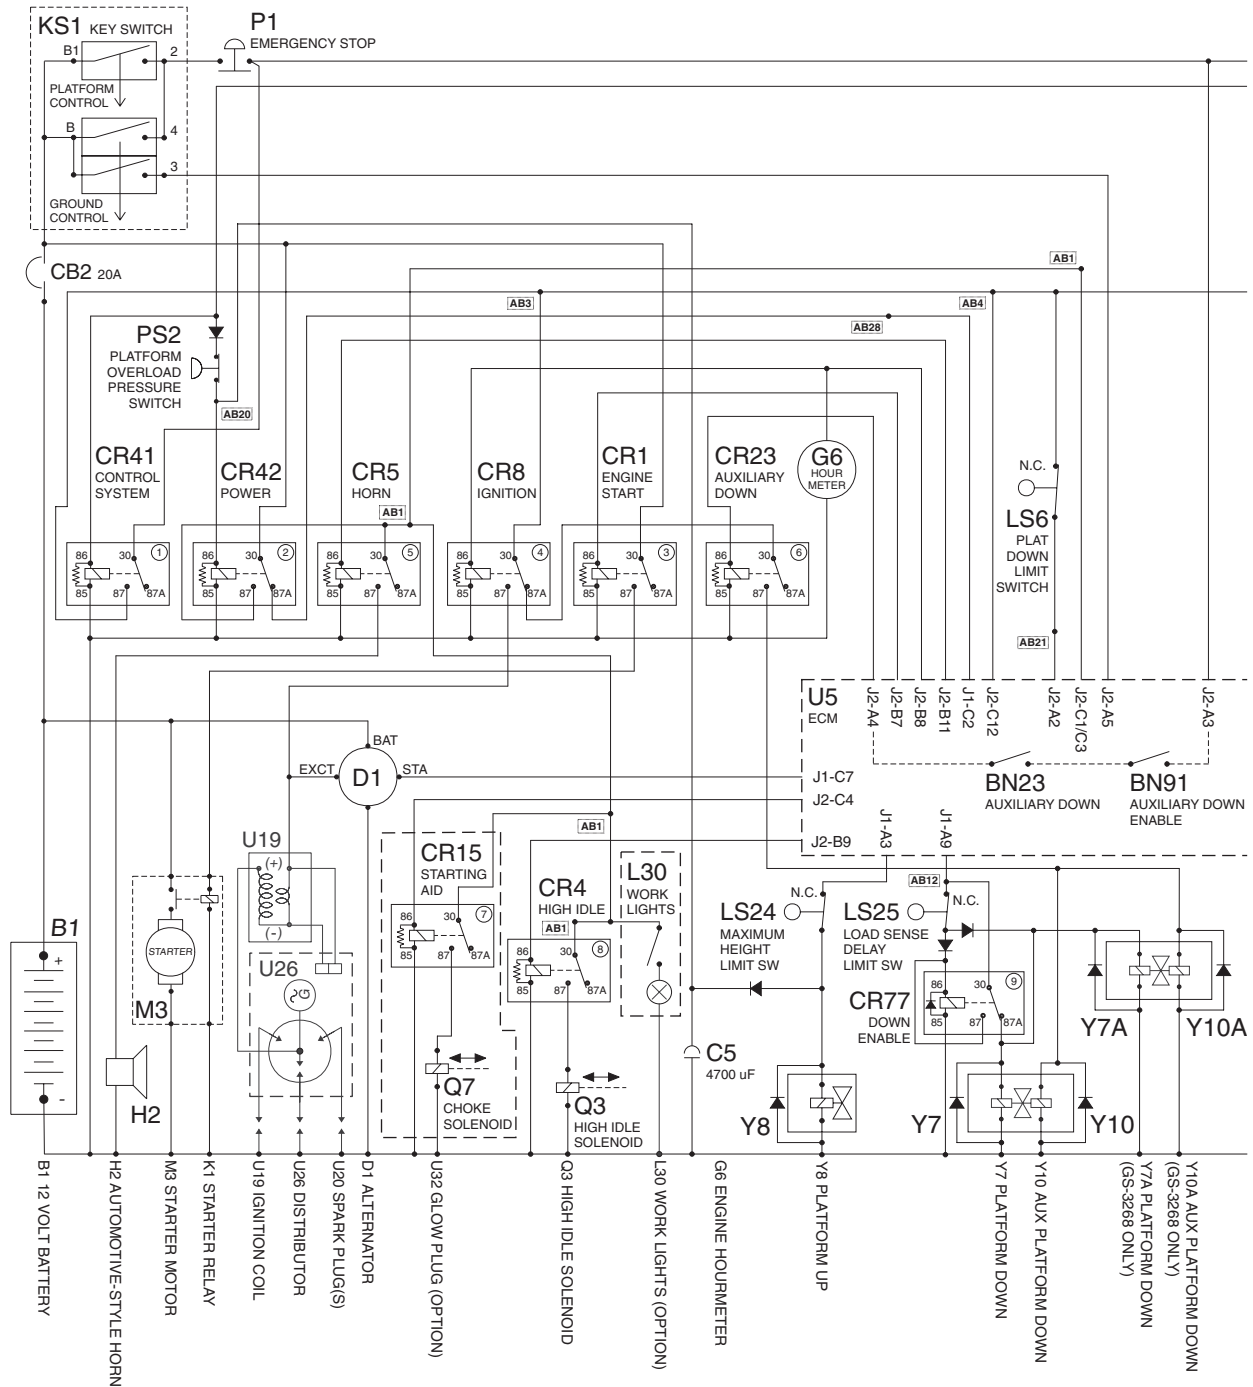 KS1 KEY SWITCH
P1
EMERGENCY STOP
B1
2
PLATFORM
CONTROL
B
4
3
GROUND
CONTROL
CB2 20A
AB1
AB3
AB4
AB28
PS2
PLATFORM
OVERLOAD
PRESSURE
SWITCH
AB20
CR41
CONTROL
SYSTEM
CR42
POWER
CR5
HORN
CR8
IGNITION
CR1
ENGINE
START
CR23
AUXILIARY
DOWN
G6
HOUR
METER
N.C.
LS6
PLAT
DOWN
LIMIT
SWITCH
AB1
86 30 1
85 87 87A
86 30 2
85 87 87A
86 30 5
85 87 87A
86 30 4
85 87 87A
86 30 3
85 87 87A
86 30 6
85 87 87A
AB21
U5
ECM
J2-A4
J2-B7
J2-B8
J2-B11
J1-C2
J2-C12
J2-A2
J2-C1/C3
J2-A5
J2-A3
BAT
EXCT
D1
STA
J1-C7
J2-C4
J2-B9
BN23
AUXILIARY DOWN
BN91
AUXILIARY DOWN
ENABLE
J1-A3
J1-A9
AB1
U19
(+)
(-)
CR15
STARTING
AID
86 30 7
85 87 87A
CR4
HIGH IDLE
AB1
86 30 8
85 87 87A
L30
WORK
LIGHTS
N.C.
LS24
MAXIMUM
HEIGHT
LIMIT SW
AB12
N.C.
LS25
LOAD SENSE
DELAY
LIMIT SW
B1
+
-
STARTER
M3
U26
G
CR77
DOWN
ENABLE
86 30 9
85 87 87A
Y7A
Y10A
H2
Q7
CHOKE
SOLENOID
Q3
HIGH IDLE
SOLENOID
C5
4700 uF
Y8
Y7
Y10
B1 12 VOLT BATTERY
H2 AUTOMOTIVE-STYLE HORN
M3 STARTER MOTOR
K1 STARTER RELAY
U19 IGNITION COIL
U26 DISTRIBUTOR
U20 SPARK PLUG(S)
D1 ALTERNATOR
U32 GLOW PLUG (OPTION)
Q3 HIGH IDLE SOLENOID
L30 WORK LIGHTS (OPTION)
G6 ENGINE HOURMETER
Y8 PLATFORM UP
Y7 PLATFORM DOWN
Y10 AUX PLATFORM DOWN
Y7A PLATFORM DOWN
(GS-3268 ONLY)
Y10A AUX PLATFORM DOWN
(GS-3268 ONLY)